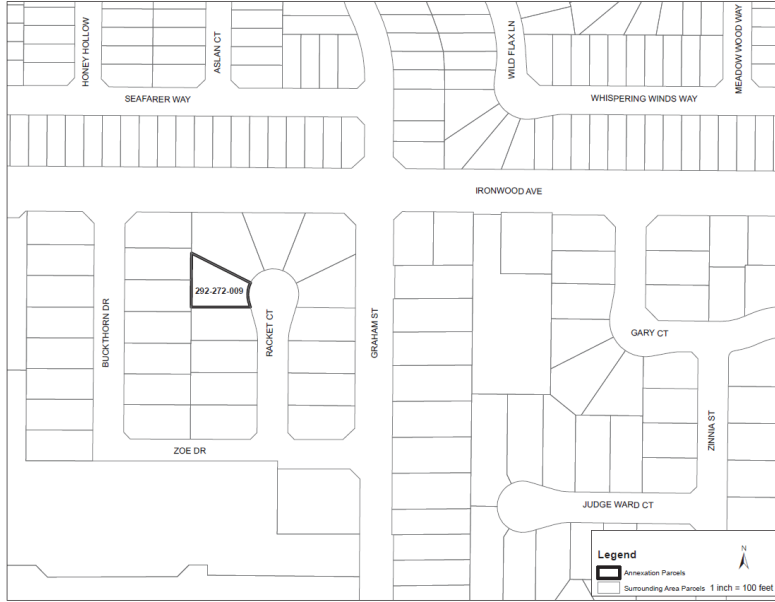 HONEY HOLLOW
ASLAN CT
WILD FLAX LN
MEADOW WOOD WAY
SEAFARER WAY
WHISPERING WINDS WAY
IRONWOOD AVE
292-272-009
BUCKTHORN DR
RACKET CT
GRAHAM ST
GARY CT
ZINNIA ST
ZOE DR
JUDGE WARD CT
Legend
N
Annexation Parcels
Surrounding Area Parcels 1 inch = 100 feet